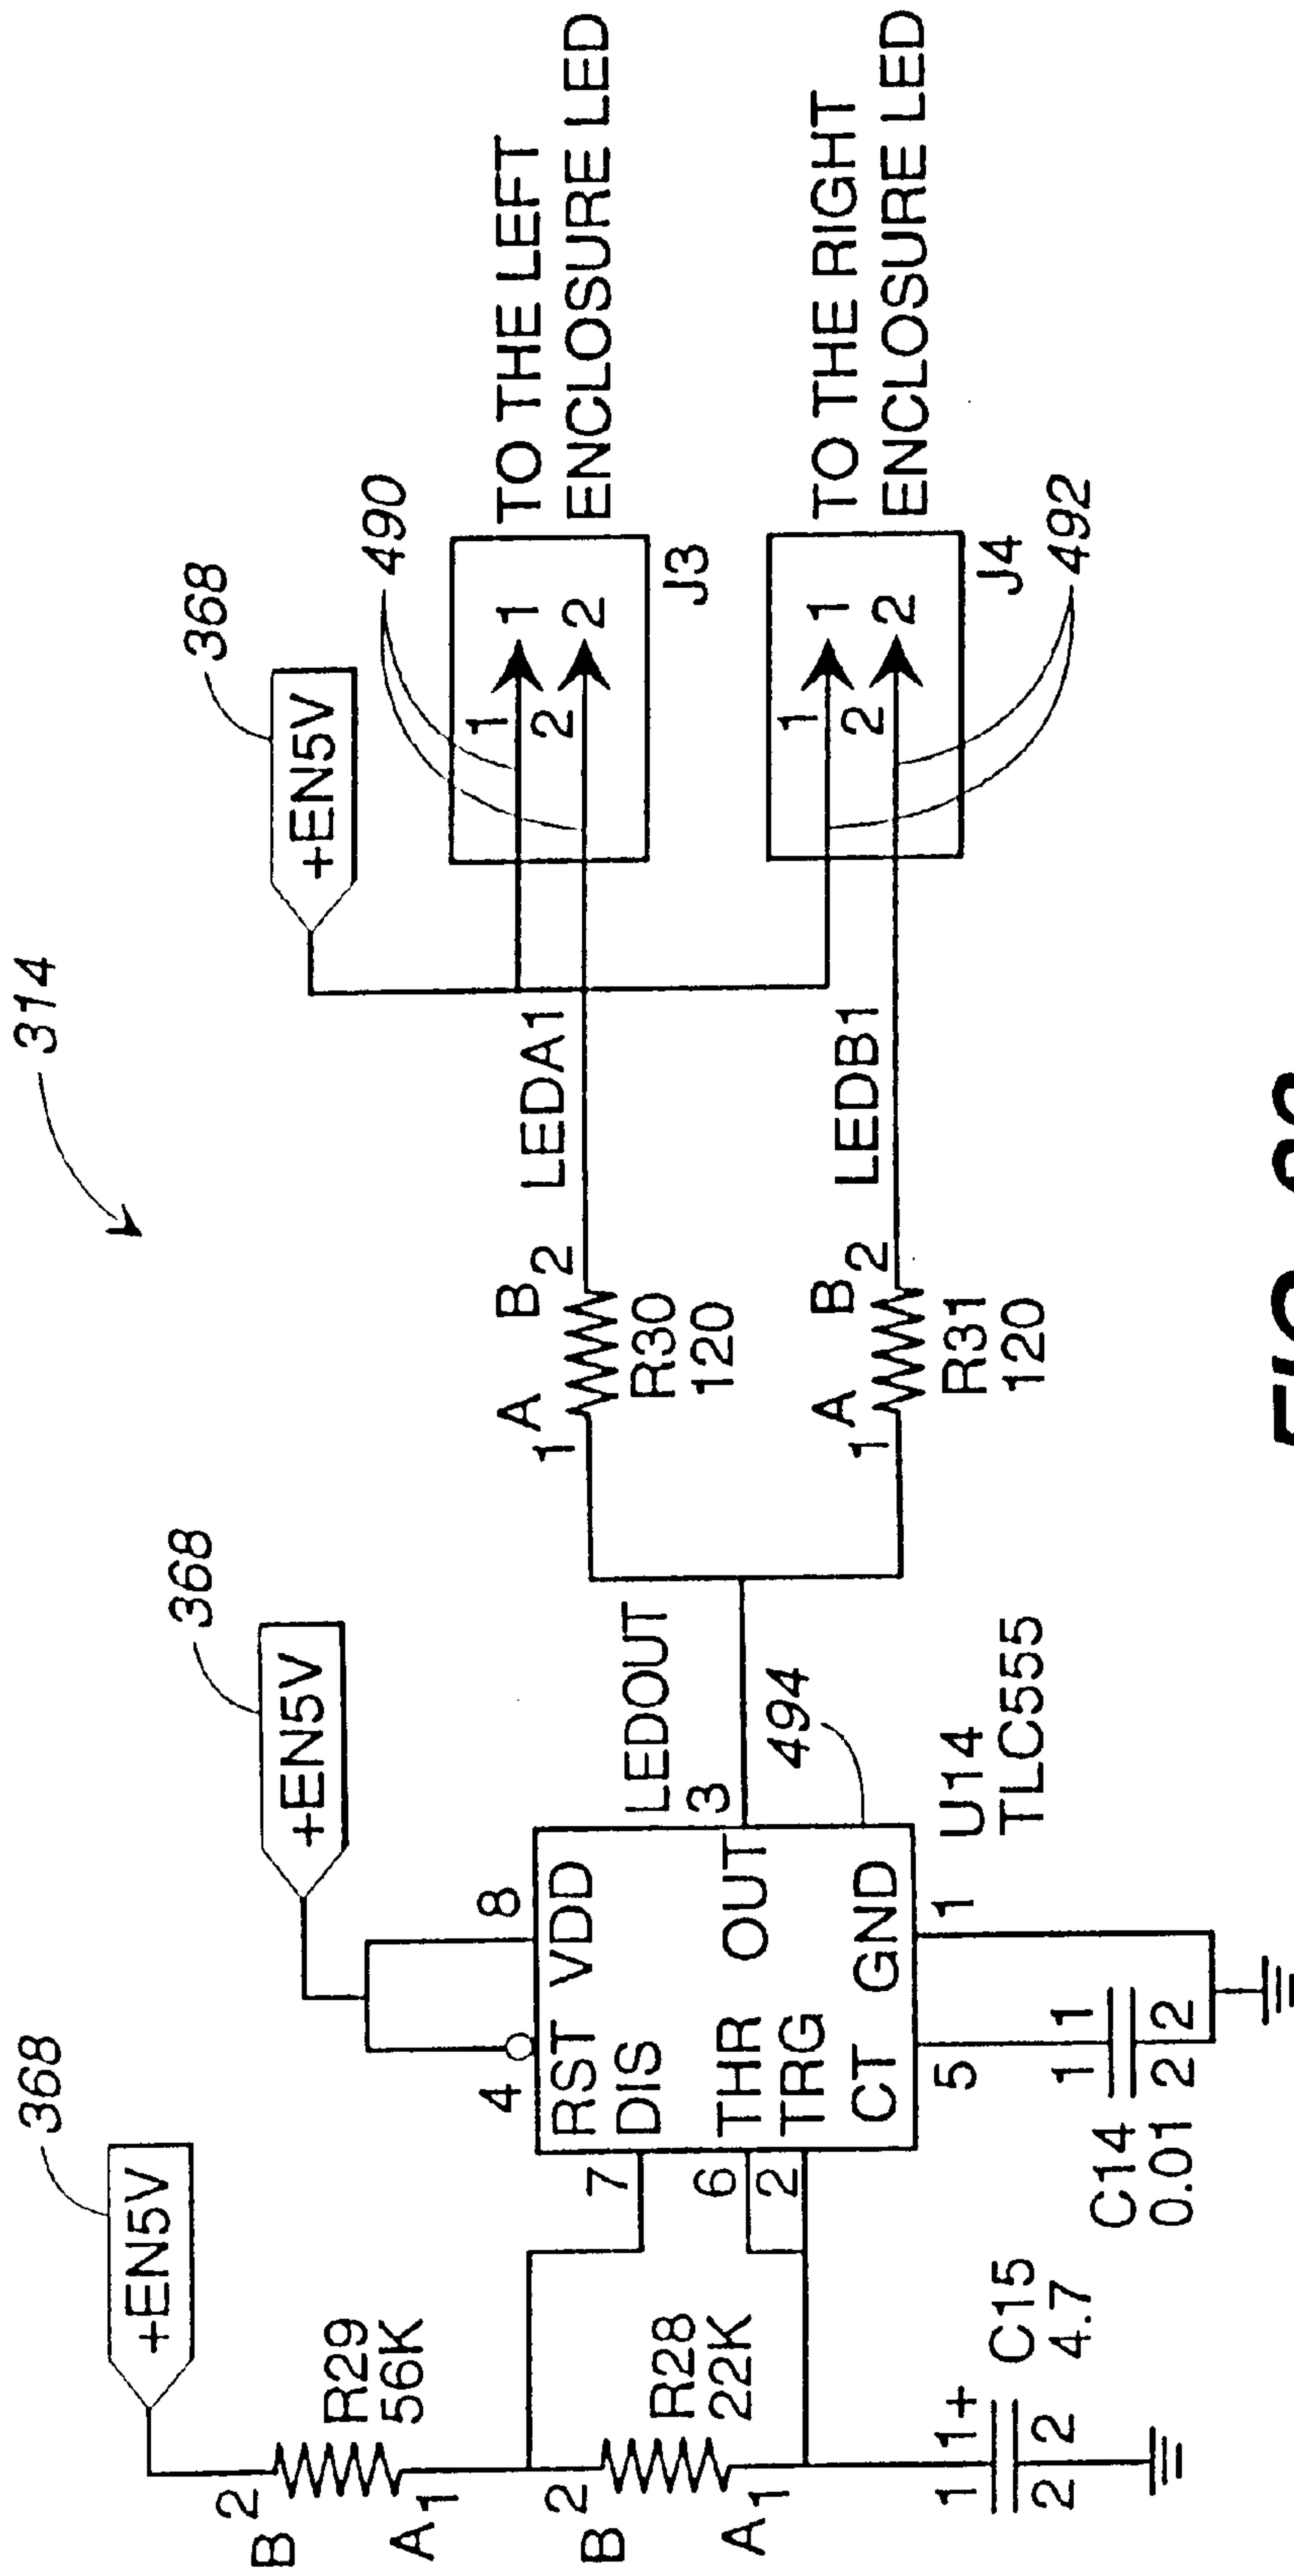 314
368
+EN5V
B 2
R29
56K
A 1
B 2
R28
22K
A 1
1 1+
C15
4.7
2 2
368
+EN5V
4
8
RST VDD
DIS
7
THR
6
OUT
3
TRG
2
CT GND
5
1
LEDOUT
494
U14
TLC555
C14
0.01
1 1
2 2
1 A
B 2
R30
120
LEDA1
1 A
B 2
R31
120
LEDB1
368
+EN5V
490
1 1
2 2
J3
TO THE LEFT
ENCLOSURE LED
1 1
2 2
J4
492
TO THE RIGHT
ENCLOSURE LED